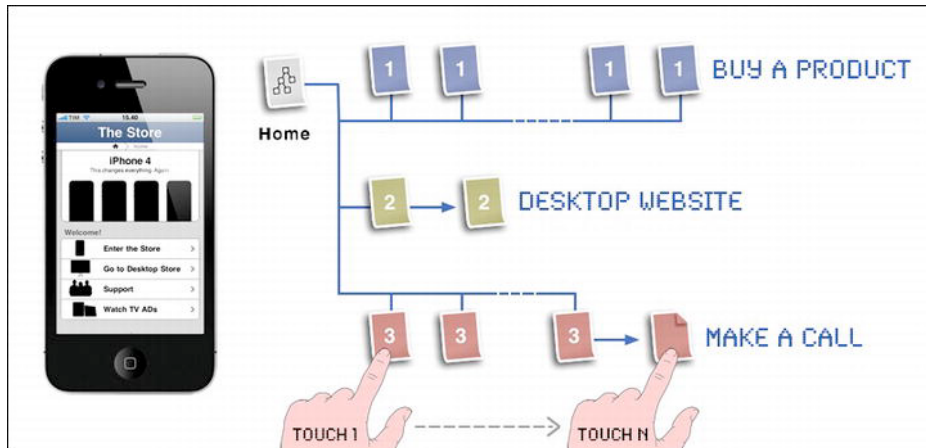 TIM 15.40
The Store
Home
iPhone 4
This changes everything. Again.
Welcome!
Enter the Store
Go to Desktop Store
Support
Watch TV ADs
Home
1 1 1 1 BUY A PRODUCT
2 2 DESKTOP WEBSITE
3 3 3 MAKE A CALL
TOUCH 1 TOUCH N